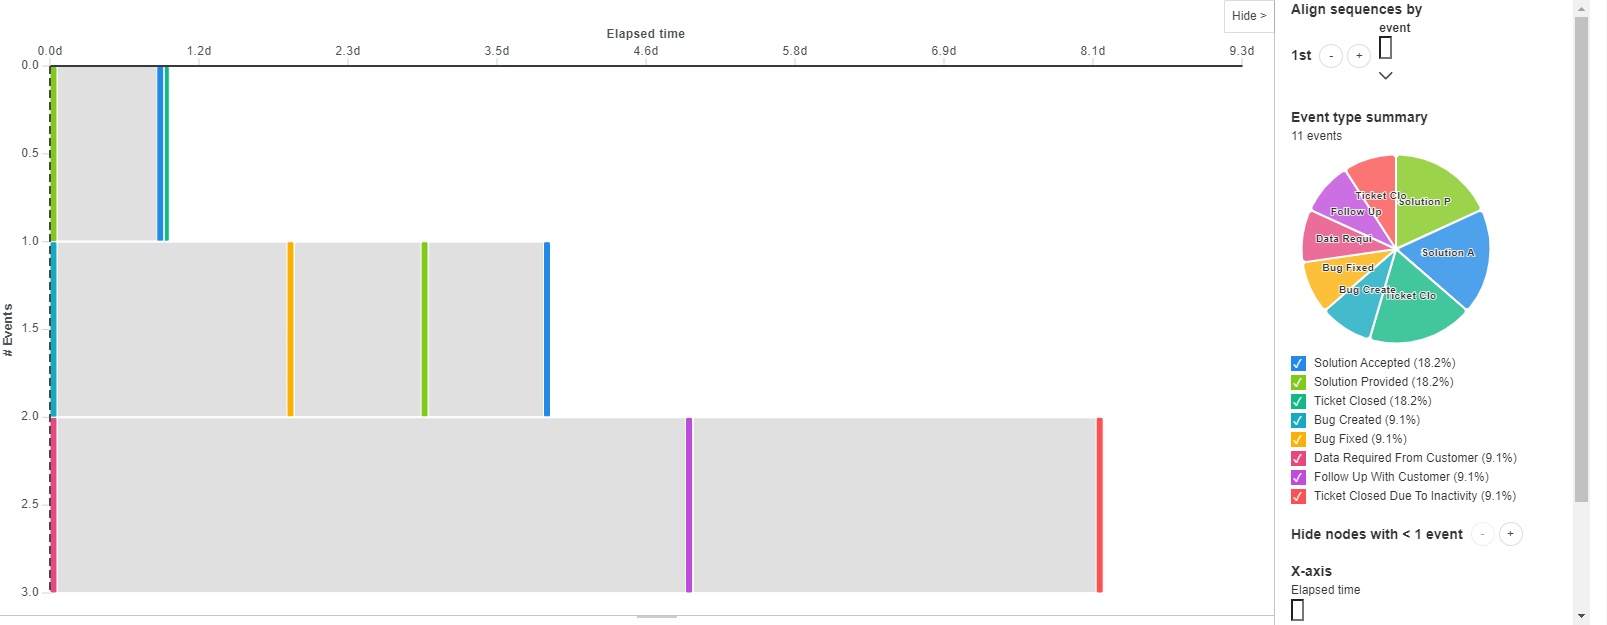 Hide >
Elapsed time
0.0d 1.2d 2.3d 3.5d 4.6d 5.8d 6.9d 8.1d 9.3d
0.0
0.5
1.0
1.5
2.0
2.5
3.0
# Events
Align sequences by
event
1st - +
Event type summary
11 events
Ticket Clo
Solution P
Follow Up
Data Requi
Solution A
Bug Fixed
Bug Create
Ticket Clo
Solution Accepted (18.2%)
Solution Provided (18.2%)
Ticket Closed (18.2%)
Bug Created (9.1%)
Bug Fixed (9.1%)
Data Required From Customer (9.1%)
Follow Up With Customer (9.1%)
Ticket Closed Due To Inactivity (9.1%)
Hide nodes with < 1 event - +
X-axis
Elapsed time